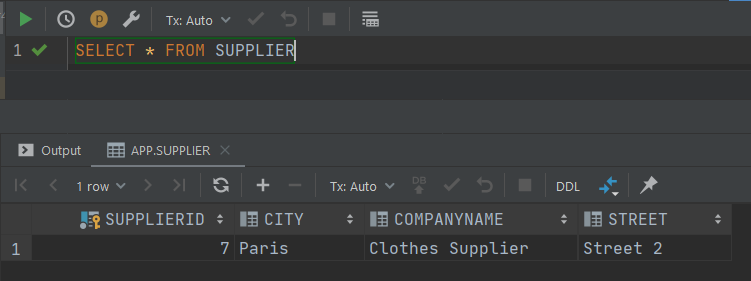 Tx: Auto
1 SELECT * FROM SUPPLIER
Output APP.SUPPLIER
1 row Tx: Auto DB DDL
SUPPLIERID CITY COMPANYNAME STREET
1 7 Paris Clothes Supplier Street 2